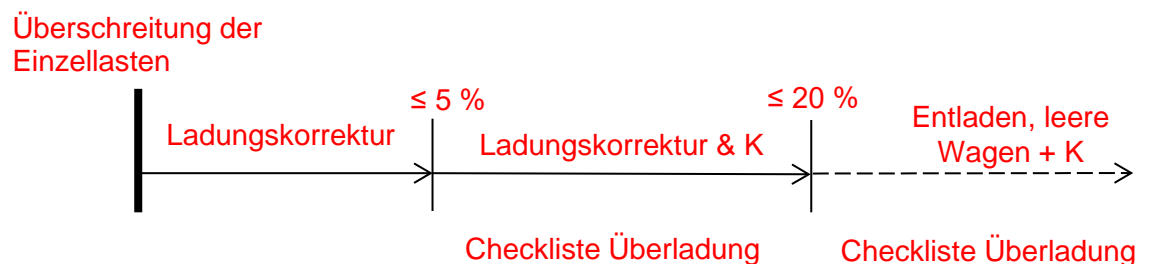 Überschreitung der
Einzellasten
≤ 5 %
≤ 20 %
Ladungskorrektur
Ladungskorrektur & K
Entladen, leere
Wagen + K
Checkliste Überladung
Checkliste Überladung